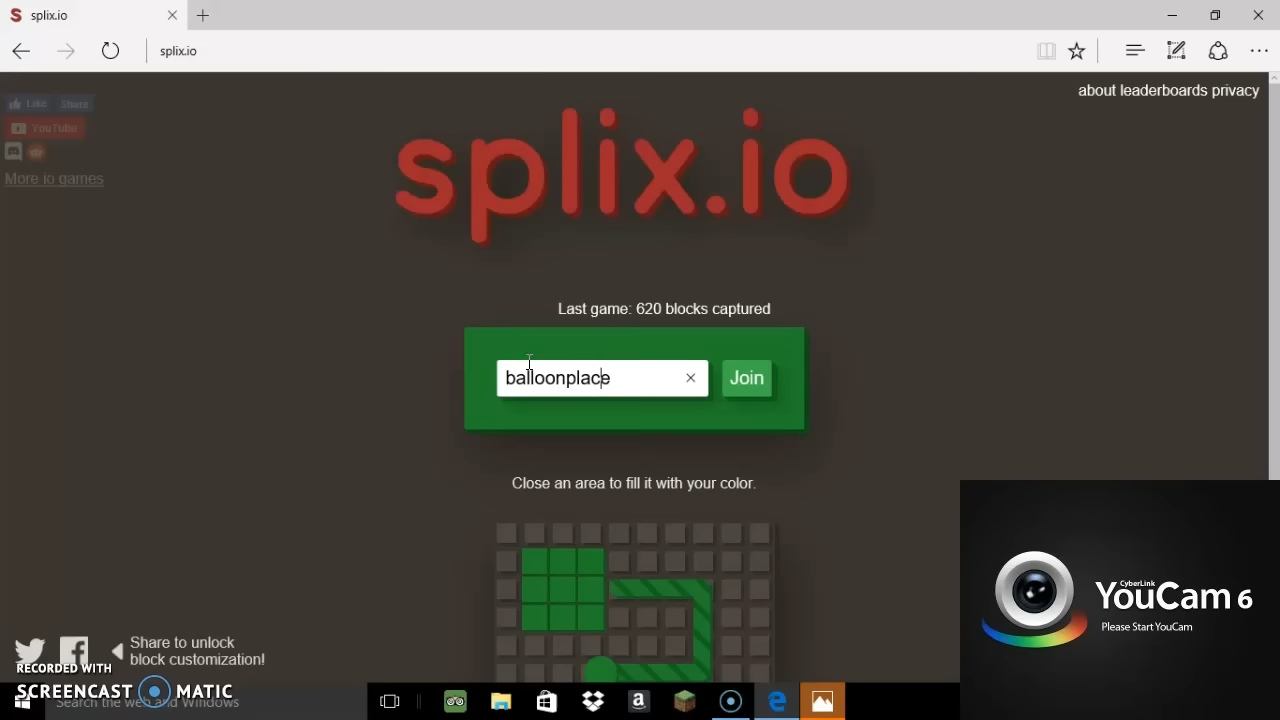 splix.io
splix.io
Like Share
YouTube
More io games
about leaderboards privacy
splix.io
Last game: 620 blocks captured
balloonplace
Join
Close an area to fill it with your color.
Share to unlock
block customization!
RECORDED WITH
SCREENCAST MATIC
Search the web and Windows
CyberLink
YouCam 6
Please Start YouCam